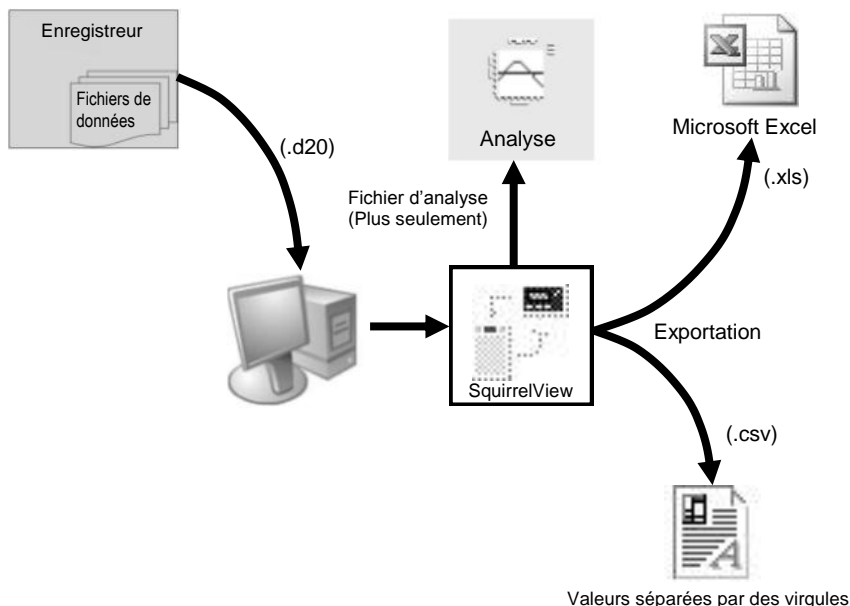 Enregistreur
Fichiers de
données
(.d20)
Analyse
Microsoft Excel
Fichier d'analyse
(Plus seulement)
(.xls)
SquirrelView
Exportation
(.csv)
Valeurs séparées par des virgules